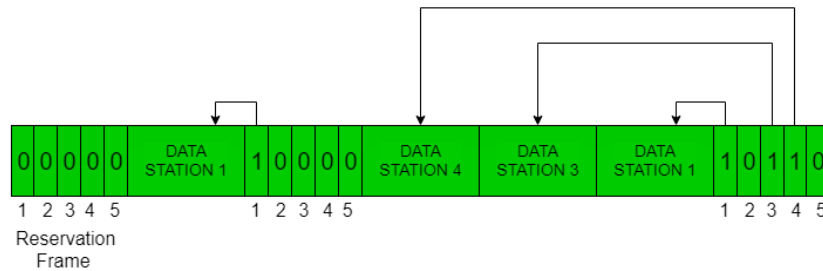 0 0 0 0 0 DATA STATION 1 1 0 0 0 0 DATA STATION 4 DATA STATION 3 DATA STATION 1 1 0 1 1 0
1 2 3 4 5 1 2 3 4 5 1 2 3 4 5
Reservation
Frame